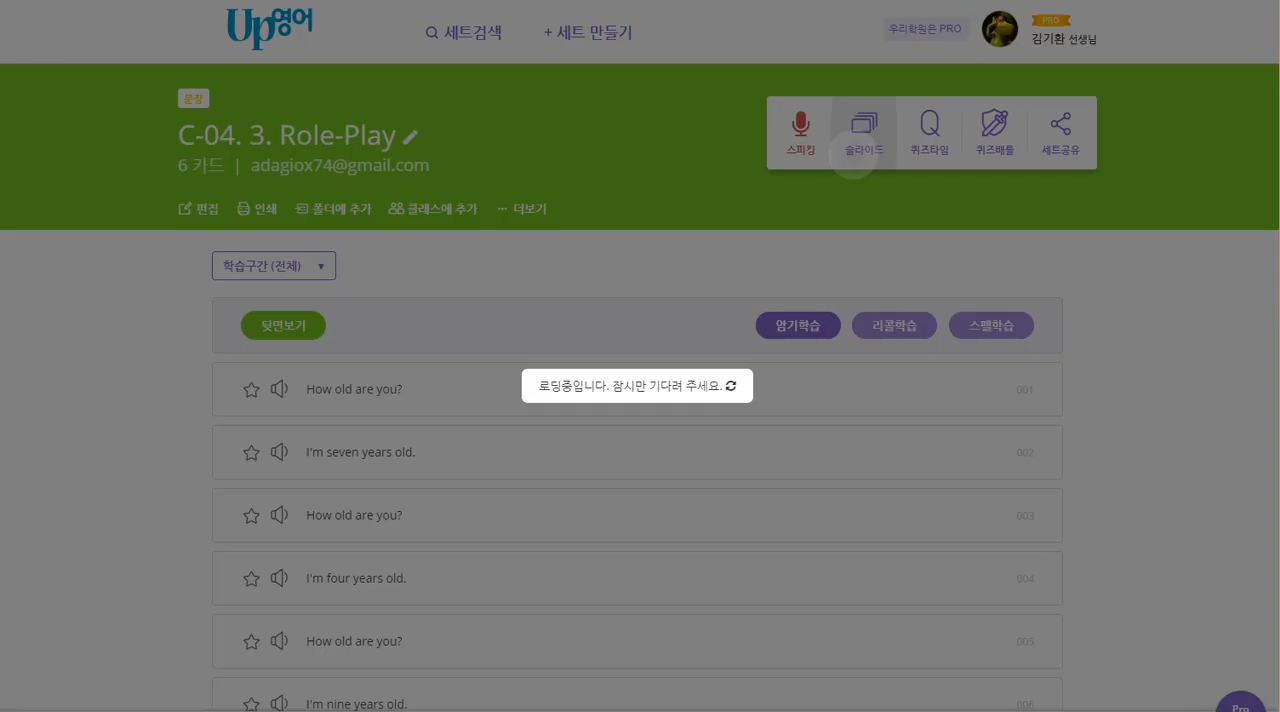 Up영어
세트검색
+ 세트 만들기
우리학원은 PRO
PRO
김기환 선생님
문장
C-04. 3. Role-Play
6 카드 | adagiox74@gmail.com
스피킹
슬라이드
퀴즈타임
퀴즈배틀
세트공유
편집
인쇄
폴더에 추가
클래스에 추가
··· 더보기
학습구간 (전체) ▼
뒷면보기
암기학습
리콜학습
스펠학습
로딩중입니다. 잠시만 기다려 주세요.
How old are you? 001
I'm seven years old. 002
How old are you? 003
I'm four years old. 004
How old are you? 005
I'm nine years old. 006
Pro